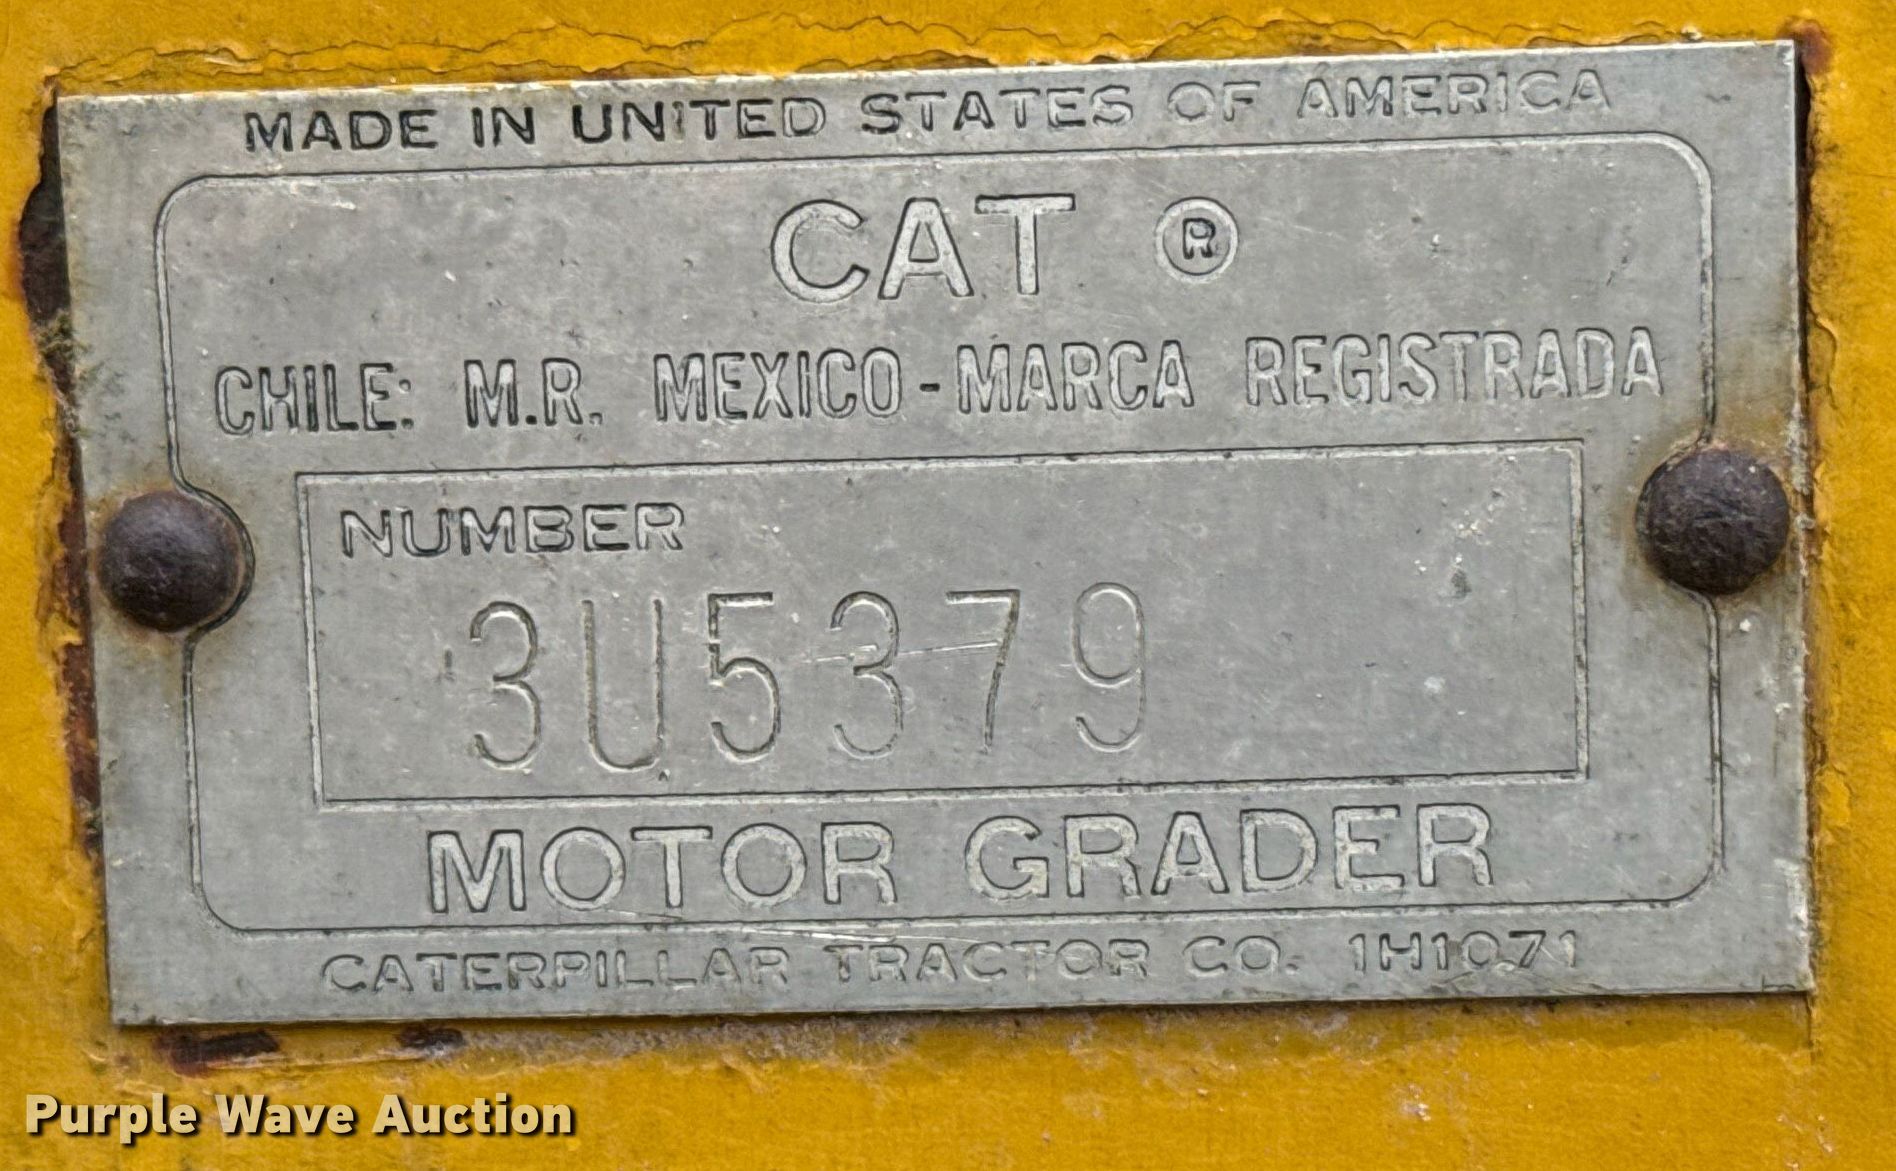 MADE IN UNITED STATES OF AMERICA
CAT ®
CHILE: M.R. MEXICO-MARCA REGISTRADA
NUMBER
3U5379
MOTOR GRADER
CATERPILLAR TRACTOR CO. 1H1071
Purple Wave Auction